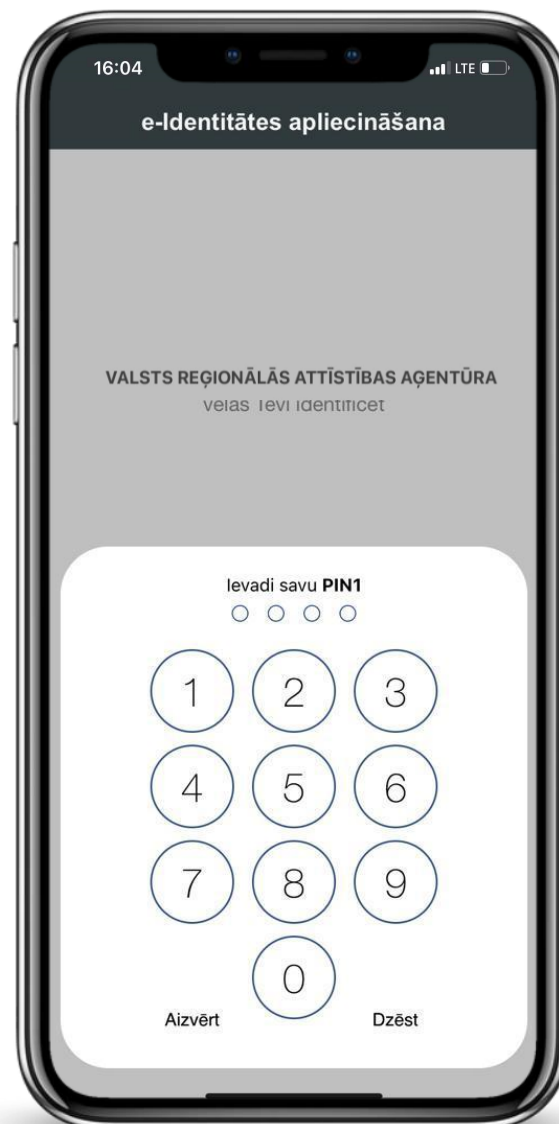 16:04
LTE
e-Identitātes apliecināšana
VALSTS REĢIONĀLĀS ATTĪSTĪBAS AĢENTŪRA
vēlas Tevi identificēt
Ievadi savu PIN1
1 2 3
4 5 6
7 8 9
0
Aizvērt Dzēst